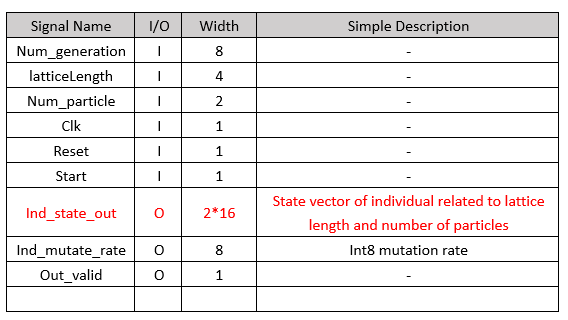 Signal Name I/O Width Simple Description
Num_generation I 8 -
latticeLength I 4 -
Num_particle I 2 -
Clk I 1 -
Reset I 1 -
Start I 1 -
Ind_state_out O 2*16 State vector of individual related to lattice
length and number of particles
Ind_mutate_rate O 8 Int8 mutation rate
Out_valid O 1 -